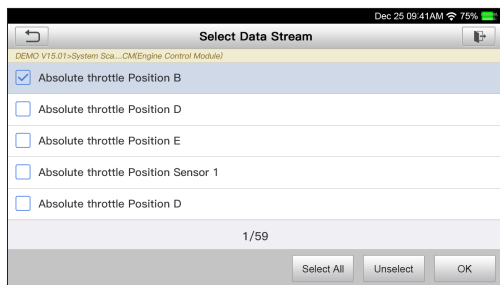 Dec 25 09:41AM 75%
Select Data Stream
DEMO V15.01>System Sca....CM(Engine Control Module)
Absolute throttle Position B
Absolute throttle Position D
Absolute throttle Position E
Absolute throttle Position Sensor 1
Absolute throttle Position D
1/59
Select All Unselect OK